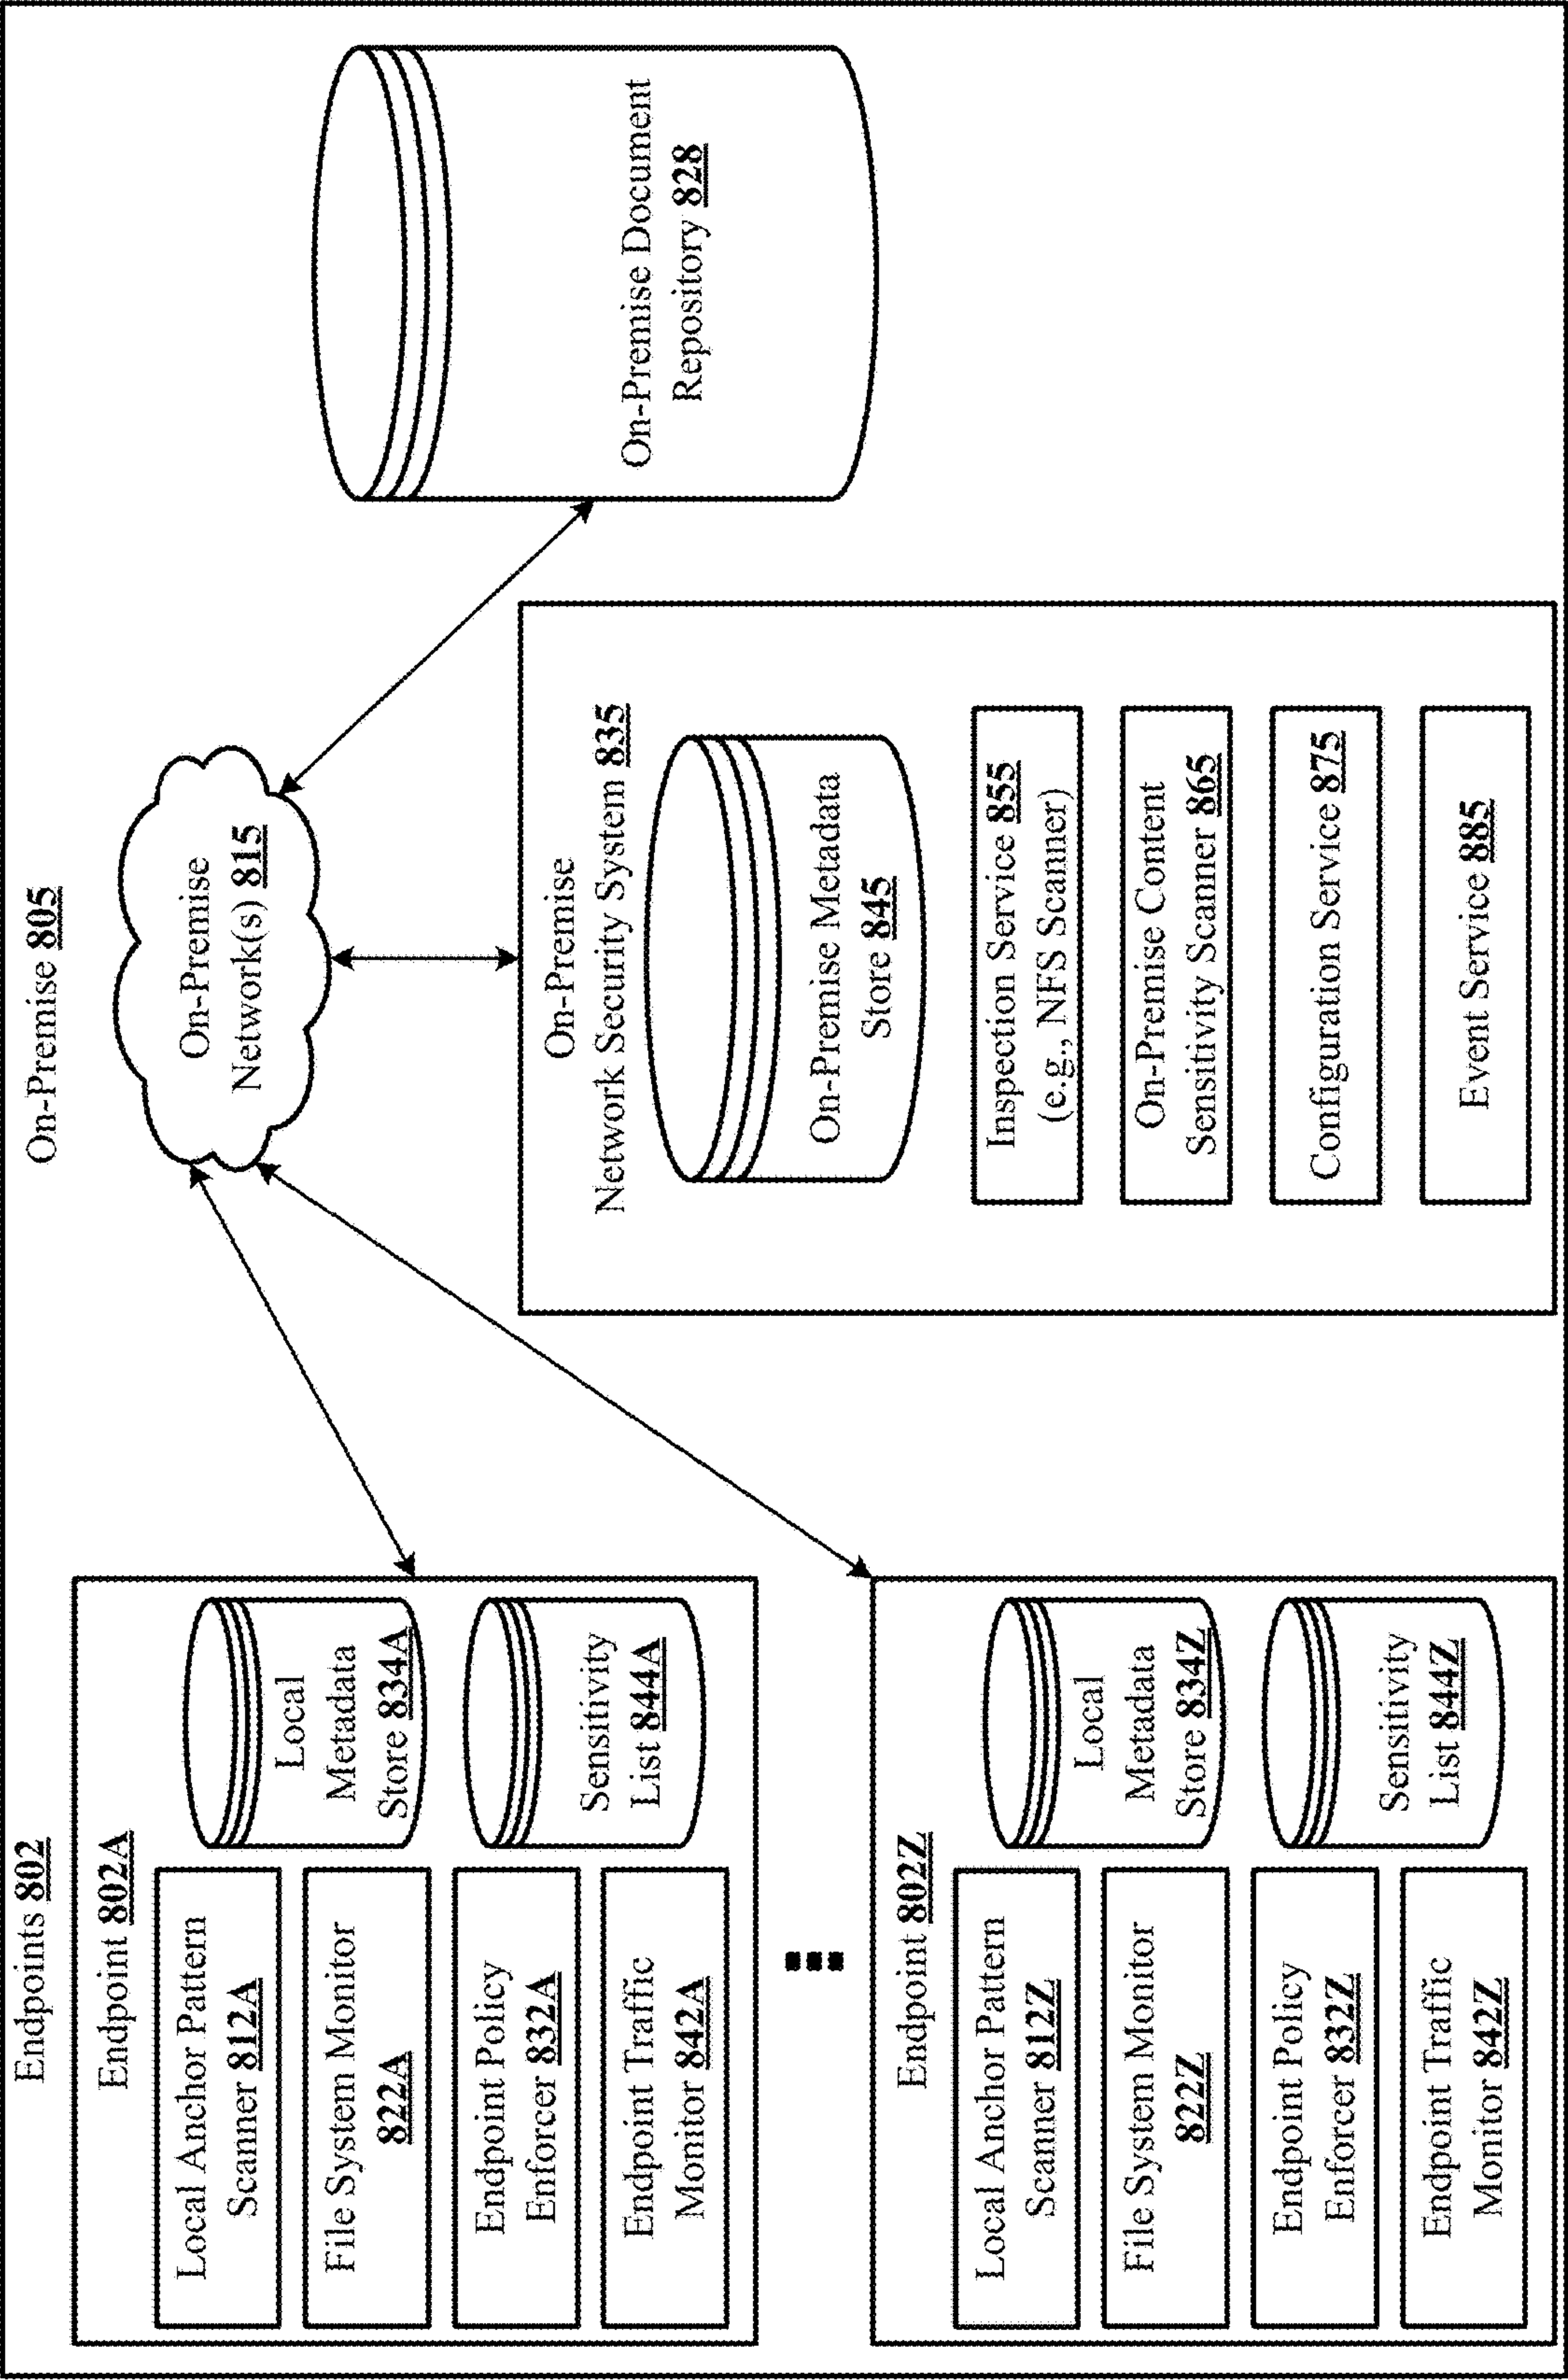 On-Premise 805
Endpoints 802
Endpoint 802A
Local Anchor Pattern
Scanner 812A
File System Monitor
822A
Endpoint Policy
Enforcer 832A
Endpoint Traffic
Monitor 842A
Local
Metadata
Store 834A
Sensitivity
List 844A
Endpoint 802Z
Local Anchor Pattern
Scanner 812Z
File System Monitor
822Z
Endpoint Policy
Enforcer 832Z
Endpoint Traffic
Monitor 842Z
Local
Metadata
Store 834Z
Sensitivity
List 844Z
On-Premise
Network(s) 815
On-Premise
Network Security System 835
On-Premise Metadata
Store 845
Inspection Service 855
(e.g., NFS Scanner)
On-Premise Content
Sensitivity Scanner 865
Configuration Service 875
Event Service 885
On-Premise Document
Repository 828